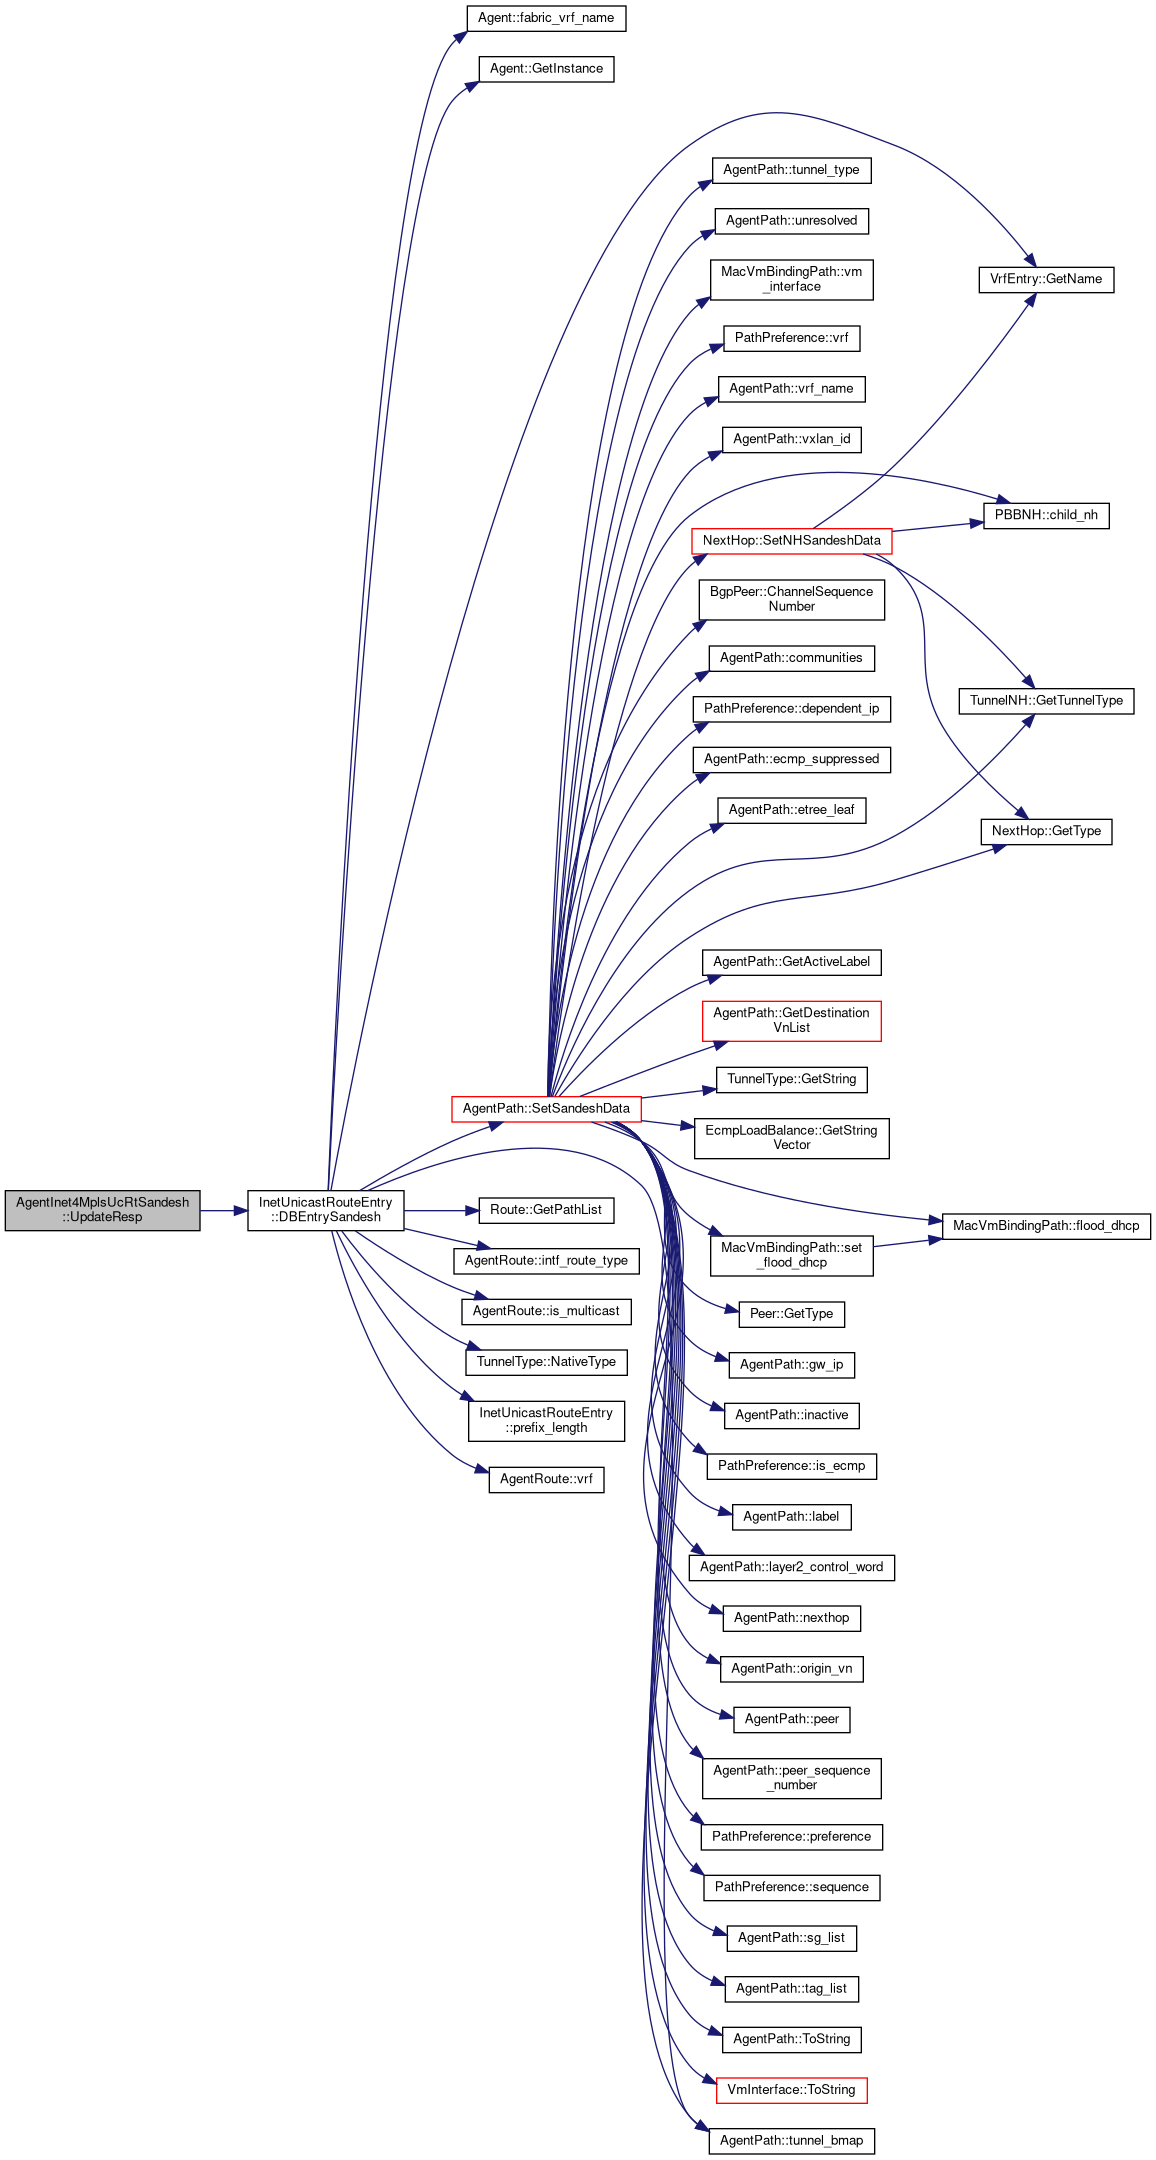 Agent::fabric_vrf_name
Agent::GetInstance
AgentPath::tunnel_type
AgentPath::unresolved
MacVmBindingPath::vm
_interface
VrfEntry::GetName
PathPreference::vrf
AgentPath::vrf_name
AgentPath::vxlan_id
PBBNH::child_nh
NextHop::SetNHSandeshData
BgpPeer::ChannelSequence
Number
AgentPath::communities
TunnelNH::GetTunnelType
PathPreference::dependent_ip
AgentPath::ecmp_suppressed
AgentPath::etree_leaf
NextHop::GetType
AgentPath::GetActiveLabel
AgentPath::GetDestination
VnList
TunnelType::GetString
AgentPath::SetSandeshData
EcmpLoadBalance::GetString
Vector
AgentInet4MplsUcRtSandesh
::UpdateResp
InetUnicastRouteEntry
::DBEntrySandesh
Route::GetPathList
MacVmBindingPath::flood_dhcp
MacVmBindingPath::set
_flood_dhcp
AgentRoute::intf_route_type
AgentRoute::is_multicast
Peer::GetType
TunnelType::NativeType
AgentPath::gw_ip
InetUnicastRouteEntry
::prefix_length
AgentPath::inactive
PathPreference::is_ecmp
AgentRoute::vrf
AgentPath::label
AgentPath::layer2_control_word
AgentPath::nexthop
AgentPath::origin_vn
AgentPath::peer
AgentPath::peer_sequence
_number
PathPreference::preference
PathPreference::sequence
AgentPath::sg_list
AgentPath::tag_list
AgentPath::ToString
VmInterface::ToString
AgentPath::tunnel_bmap